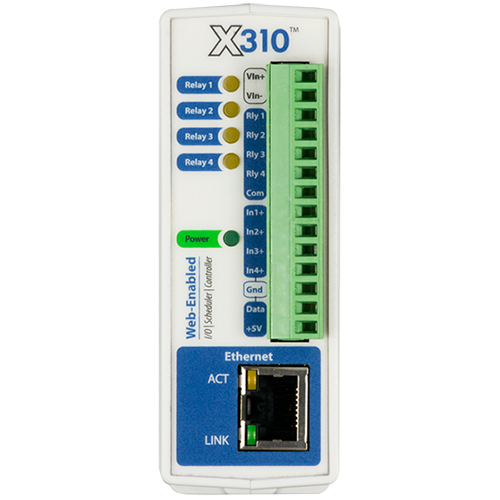 X310™
VIn+
VIn-
Relay 1
Relay 2
Relay 3
Relay 4
Rly 1
Rly 2
Rly 3
Rly 4
Com
In1+
In2+
In3+
In4+
Gnd
Data
+5V
Power
Web-Enabled
I/O | Scheduler | Controller
Ethernet
ACT
LINK